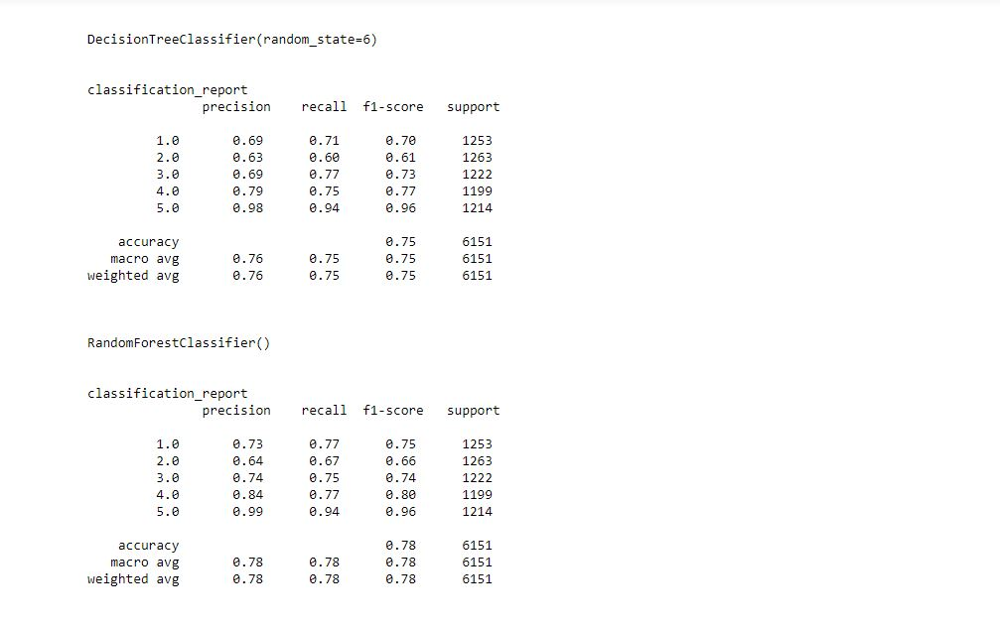 DecisionTreeClassifier(random_state=6)
classification_report
precision recall f1-score support
1.0 0.69 0.71 0.70 1253
2.0 0.63 0.60 0.61 1263
3.0 0.69 0.77 0.73 1222
4.0 0.79 0.75 0.77 1199
5.0 0.98 0.94 0.96 1214
accuracy 0.75 6151
macro avg 0.76 0.75 0.75 6151
weighted avg 0.76 0.75 0.75 6151
RandomForestClassifier()
classification_report
precision recall f1-score support
1.0 0.73 0.77 0.75 1253
2.0 0.64 0.67 0.66 1263
3.0 0.74 0.75 0.74 1222
4.0 0.84 0.77 0.80 1199
5.0 0.99 0.94 0.96 1214
accuracy 0.78 6151
macro avg 0.78 0.78 0.78 6151
weighted avg 0.78 0.78 0.78 6151